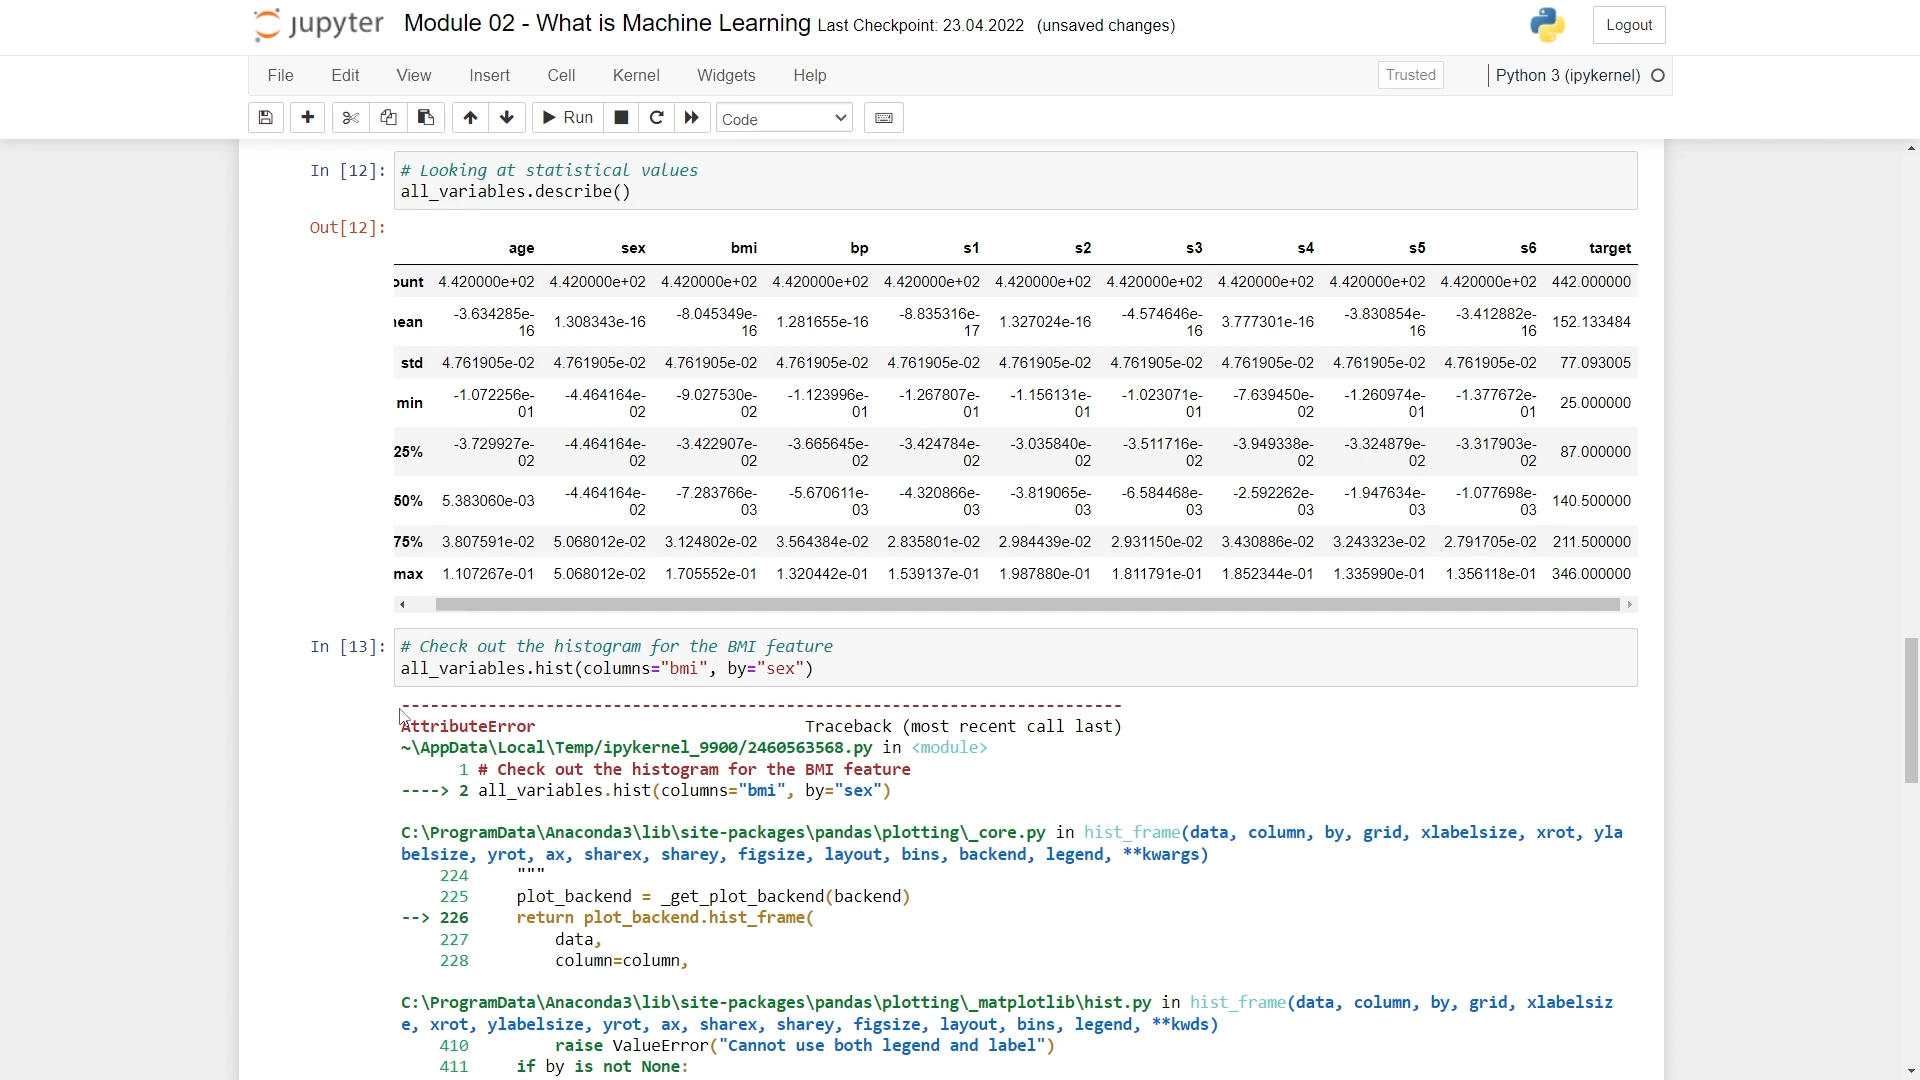 jupyter Module 02 - What is Machine Learning Last Checkpoint: 23.04.2022 (unsaved changes) Logout
File Edit View Insert Cell Kernel Widgets Help Trusted Python 3 (ipykernel)
Run Code
In [12]: # Looking at statistical values
all_variables.describe()
Out[12]:
age sex bmi bp s1 s2 s3 s4 s5 s6 target
ount 4.420000e+02 4.420000e+02 4.420000e+02 4.420000e+02 4.420000e+02 4.420000e+02 4.420000e+02 4.420000e+02 4.420000e+02 4.420000e+02 442.000000
nean -3.634285e-16 1.308343e-16 -8.045349e-16 1.281655e-16 -8.835316e-17 1.327024e-16 -4.574646e-16 3.777301e-16 -3.830854e-16 -3.412882e-16 152.133484
std 4.761905e-02 4.761905e-02 4.761905e-02 4.761905e-02 4.761905e-02 4.761905e-02 4.761905e-02 4.761905e-02 4.761905e-02 4.761905e-02 77.093005
min -1.072256e-01 -4.464164e-02 -9.027530e-02 -1.123996e-01 -1.267807e-01 -1.156131e-01 -1.023071e-01 -7.639450e-02 -1.260974e-01 -1.377672e-01 25.000000
25% -3.729927e-02 -4.464164e-02 -3.422907e-02 -3.665645e-02 -3.424784e-02 -3.035840e-02 -3.511716e-02 -3.949338e-02 -3.324879e-02 -3.317903e-02 87.000000
50% 5.383060e-03 -4.464164e-02 -7.283766e-03 -5.670611e-03 -4.320866e-03 -3.819065e-03 -6.584468e-03 -2.592262e-03 -1.947634e-03 -1.077698e-03 140.500000
75% 3.807591e-02 5.068012e-02 3.124802e-02 3.564384e-02 2.835801e-02 2.984439e-02 2.931150e-02 3.430886e-02 3.243323e-02 2.791705e-02 211.500000
max 1.107267e-01 5.068012e-02 1.705552e-01 1.320442e-01 1.539137e-01 1.987880e-01 1.811791e-01 1.852344e-01 1.335990e-01 1.356118e-01 346.000000
In [13]: # Check out the histogram for the BMI feature
all_variables.hist(columns="bmi", by="sex")
---------------------------------------------------------------------------
AttributeError Traceback (most recent call last)
~\AppData\Local\Temp/ipykernel_9900/2460563568.py in <module>
1 # Check out the histogram for the BMI feature
----> 2 all_variables.hist(columns="bmi", by="sex")
C:\ProgramData\Anaconda3\lib\site-packages\pandas\plotting\_core.py in hist_frame(data, column, by, grid, xlabelsize, xrot, yla
belsize, yrot, ax, sharex, sharey, figsize, layout, bins, backend, legend, **kwargs)
224 """
225 plot_backend = _get_plot_backend(backend)
--> 226 return plot_backend.hist_frame(
227 data,
228 column=column,
C:\ProgramData\Anaconda3\lib\site-packages\pandas\plotting\_matplotlib\hist.py in hist_frame(data, column, by, grid, xlabelsiz
e, xrot, ylabelsize, yrot, ax, sharex, sharey, figsize, layout, bins, legend, **kwds)
410 raise ValueError("Cannot use both legend and label")
411 if by is not None: